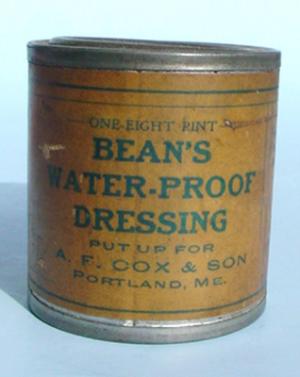 ONE-EIGHT PINT
BEAN'S
WATER-PROOF
DRESSING
PUT UP FOR
A. F. COX & SON
PORTLAND, ME.